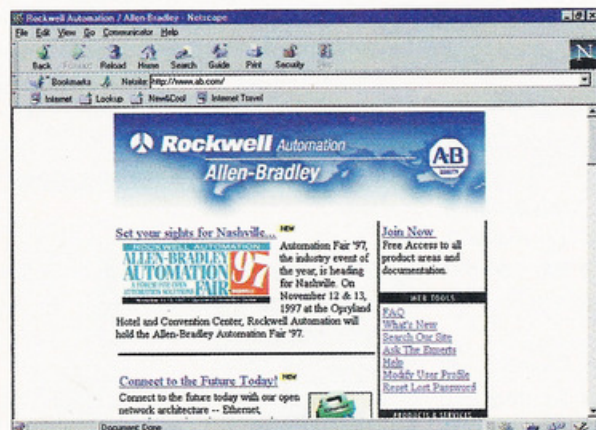 Rockwell Automation / Allen-Bradley - Netscape
File Edit View Go Communicator Help
Back Forward Reload Home Search Guide Print Security
Bookmarks Netsite: http://www.ab.com/
Internet Lookup New&Cool Internet Travel
Rockwell Automation
Allen-Bradley
AB
QUALITY
Set your sights for Nashville... NEW
ROCKWELL AUTOMATION
ALLEN-BRADLEY
AUTOMATION
FAIR
97
A FORUM FOR OPEN
AUTOMATION SOLUTIONS
Automation Fair '97,
the industry event of
the year, is heading
for Nashville. On
November 12 & 13,
1997 at the Opryland
Hotel and Convention Center, Rockwell Automation will
hold the Allen-Bradley Automation Fair '97.
Connect to the Future Today! NEW
Connect to the future today with our open
network architecture -- Ethernet,
Join Now
Free Access to all
product areas and
documentation.
WEB TOOLS
FAQ
What's New
Search Our Site
Ask The Experts
Help
Modify User Profile
Reset Lost Password
PRODUCTS & SERVICES
Document: Done